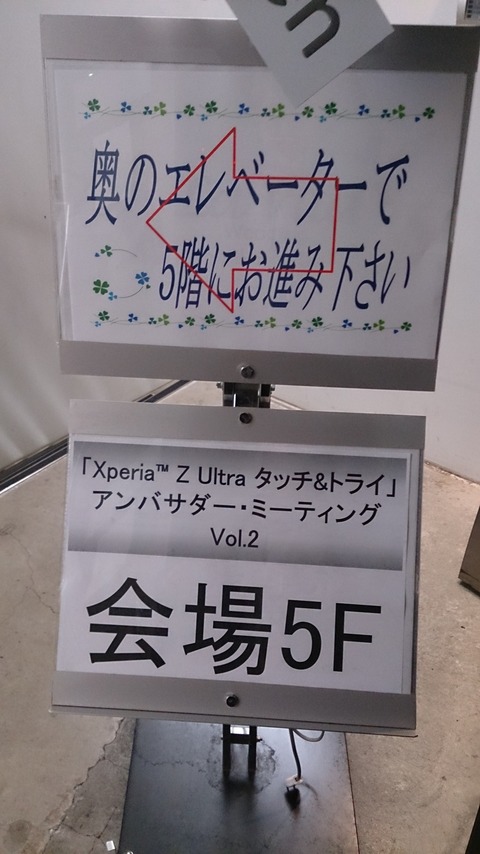 奥のエレベーターで
5階にお進み下さい
「Xperia™ Z Ultra タッチ&トライ」
アンバサダー・ミーティング
Vol.2
会場5F